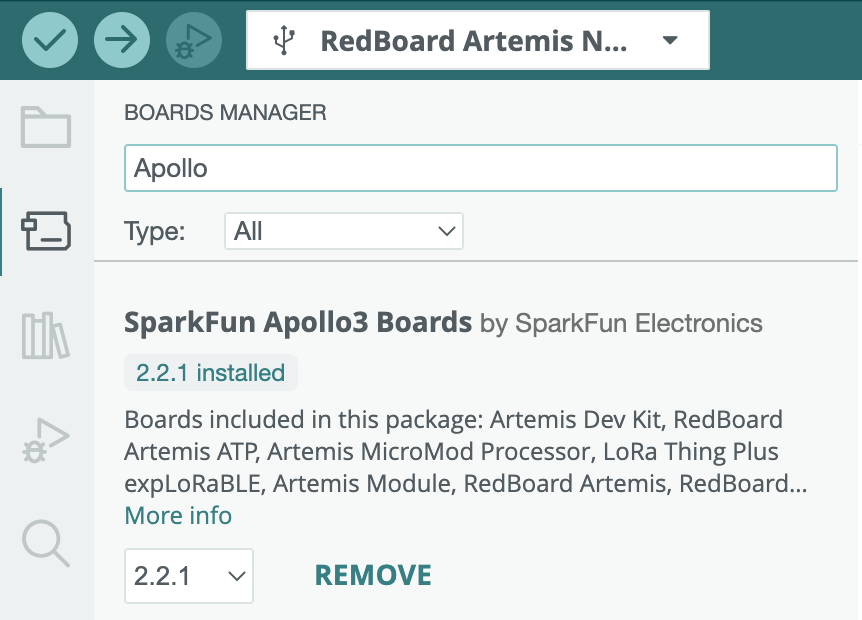 RedBoard Artemis N...
BOARDS MANAGER
Apollo
Type: All
SparkFun Apollo3 Boards by SparkFun Electronics
2.2.1 installed
Boards included in this package: Artemis Dev Kit, RedBoard
Artemis ATP, Artemis MicroMod Processor, LoRa Thing Plus
expLoRaBLE, Artemis Module, RedBoard Artemis, RedBoard...
More info
2.2.1 REMOVE